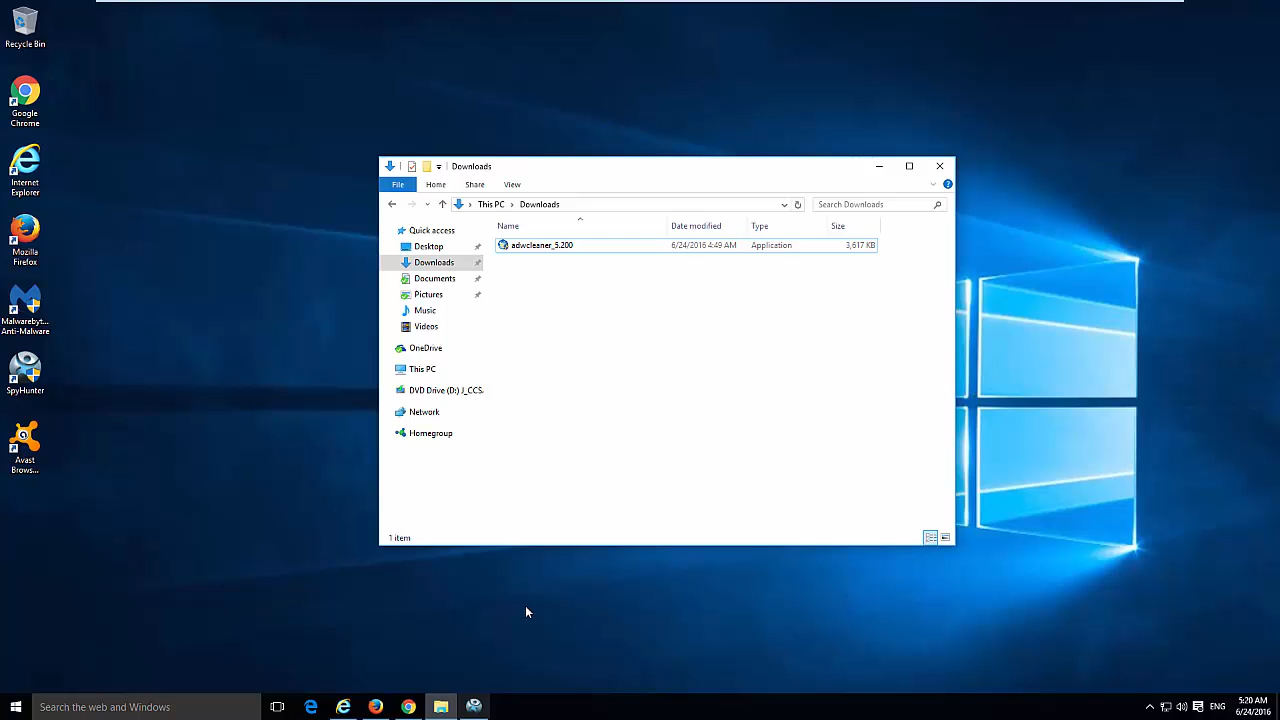 Recycle Bin
Google
Chrome
Internet
Explorer
Mozilla
Firefox
Malwarebyt...
Anti-Malware
SpyHunter
Avast
Brows...
Downloads
File Home Share View
This PC Downloads Search Downloads
Name Date modified Type Size
adwcleaner_5.200 6/24/2016 4:49 AM Application 3,617 KB
Quick access
Desktop
Downloads
Documents
Pictures
Music
Videos
OneDrive
This PC
DVD Drive (D:) J_CCSA
Network
Homegroup
1 item
Search the web and Windows
ENG
5:20 AM
6/24/2016